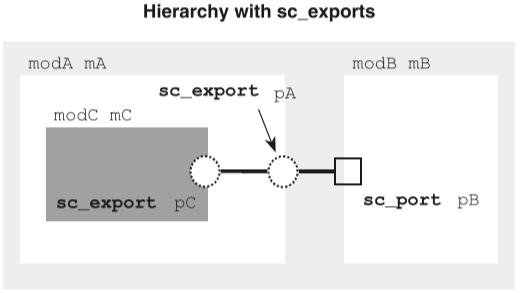 Hierarchy with sc_exports
modA mA
modB mB
sc_export pA
modC mC
sc_export pC
sc_port pB